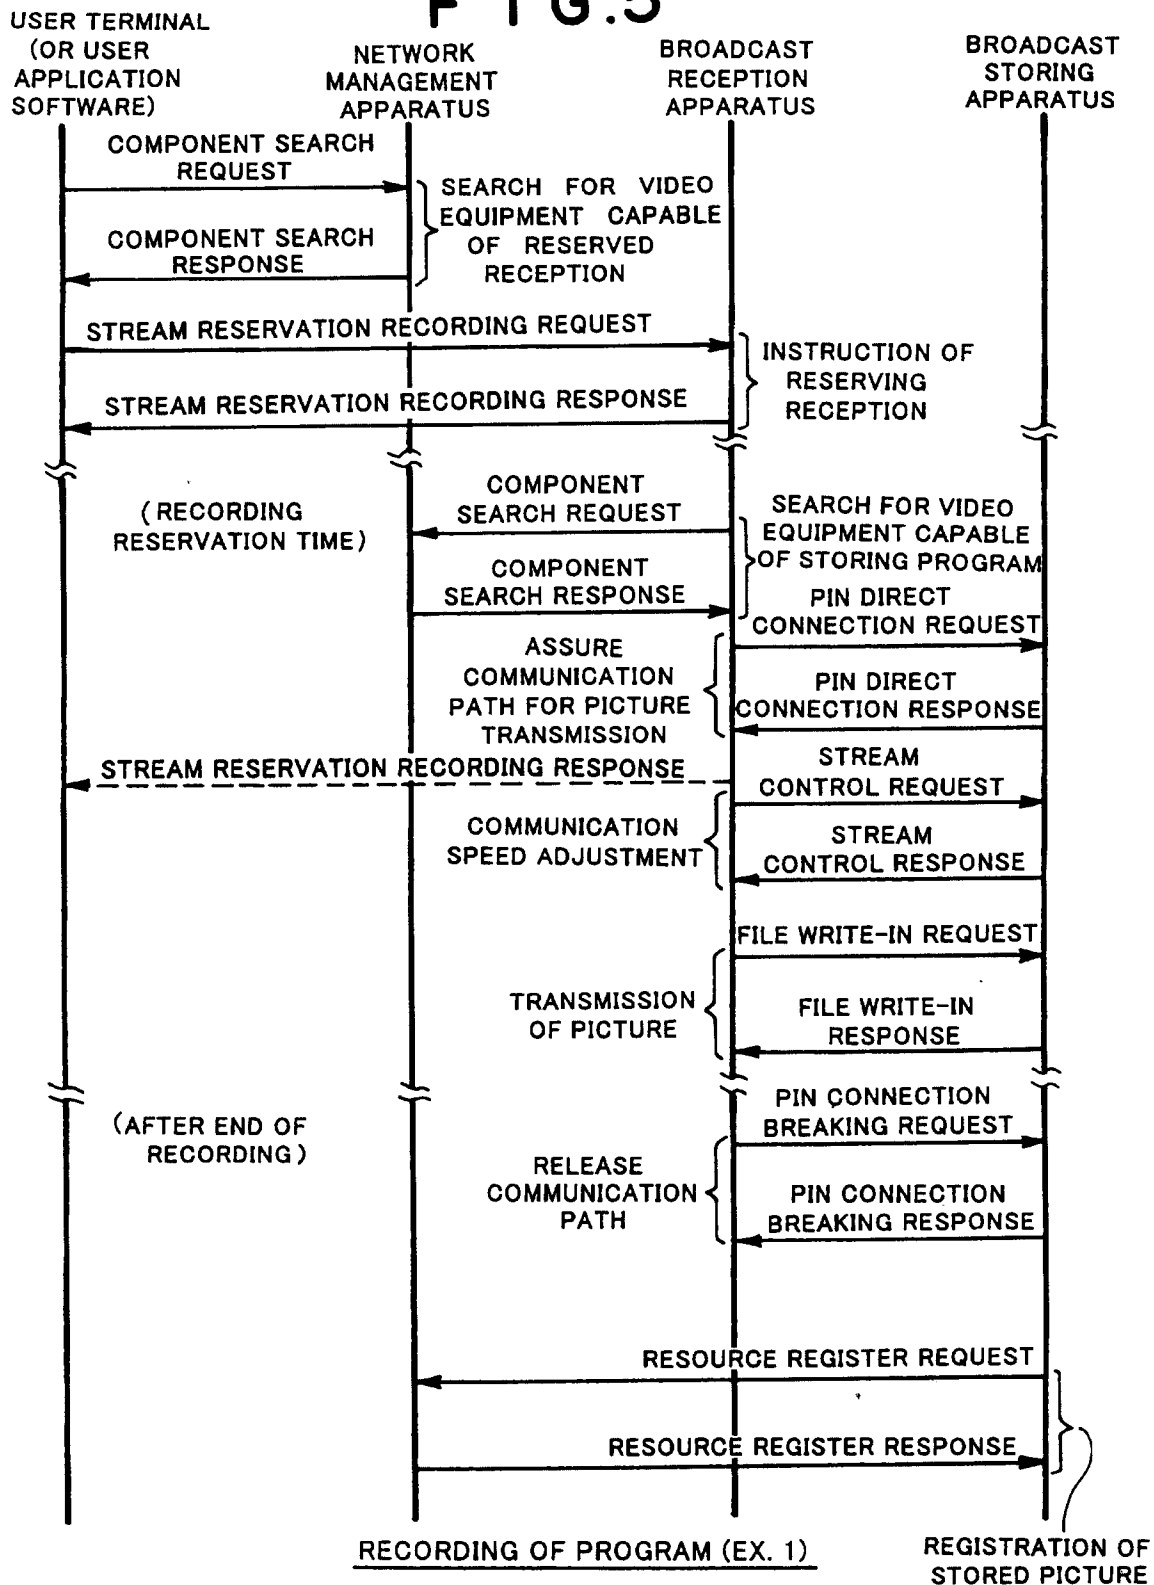 FIG.5
USER TERMINAL
(OR USER
APPLICATION
SOFTWARE)
NETWORK
MANAGEMENT
APPARATUS
BROADCAST
RECEPTION
APPARATUS
BROADCAST
STORING
APPARATUS
COMPONENT SEARCH
REQUEST
SEARCH FOR VIDEO
EQUIPMENT CAPABLE
OF RESERVED
RECEPTION
COMPONENT SEARCH
RESPONSE
STREAM RESERVATION RECORDING REQUEST
INSTRUCTION OF
RESERVING
RECEPTION
STREAM RESERVATION RECORDING RESPONSE
(RECORDING
RESERVATION TIME)
COMPONENT
SEARCH REQUEST
SEARCH FOR VIDEO
EQUIPMENT CAPABLE
OF STORING PROGRAM
COMPONENT
SEARCH RESPONSE
PIN DIRECT
CONNECTION REQUEST
ASSURE
COMMUNICATION
PATH FOR PICTURE
TRANSMISSION
PIN DIRECT
CONNECTION RESPONSE
STREAM RESERVATION RECORDING RESPONSE
STREAM
CONTROL REQUEST
COMMUNICATION
SPEED ADJUSTMENT
STREAM
CONTROL RESPONSE
FILE WRITE-IN REQUEST
TRANSMISSION
OF PICTURE
FILE WRITE-IN
RESPONSE
(AFTER END OF
RECORDING)
PIN CONNECTION
BREAKING REQUEST
RELEASE
COMMUNICATION
PATH
PIN CONNECTION
BREAKING RESPONSE
RESOURCE REGISTER REQUEST
RESOURCE REGISTER RESPONSE
REGISTRATION OF
STORED PICTURE
RECORDING OF PROGRAM (EX. 1)